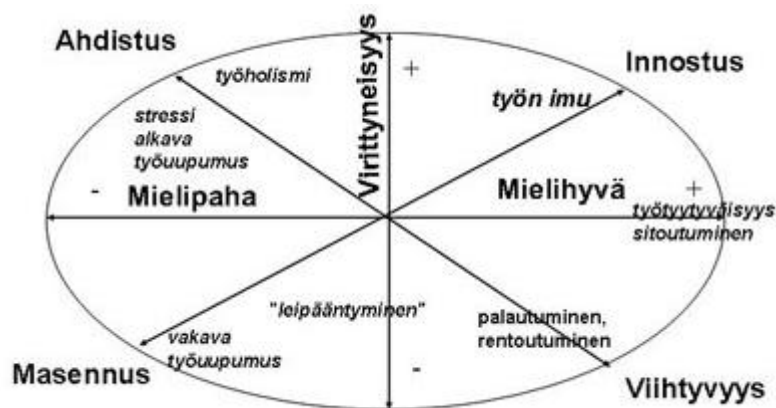 Ahdistus
työholismi
Virittyneisyys
+
Innostus
työn imu
stressi
alkava
työuupumus
-
Mielipaha
Mielihyvä
+
työtyytyväisyys
sitoutuminen
"leipääntyminen"
palautuminen,
rentoutuminen
vakava
työuupumus
-
Masennus
Viihtyvyys